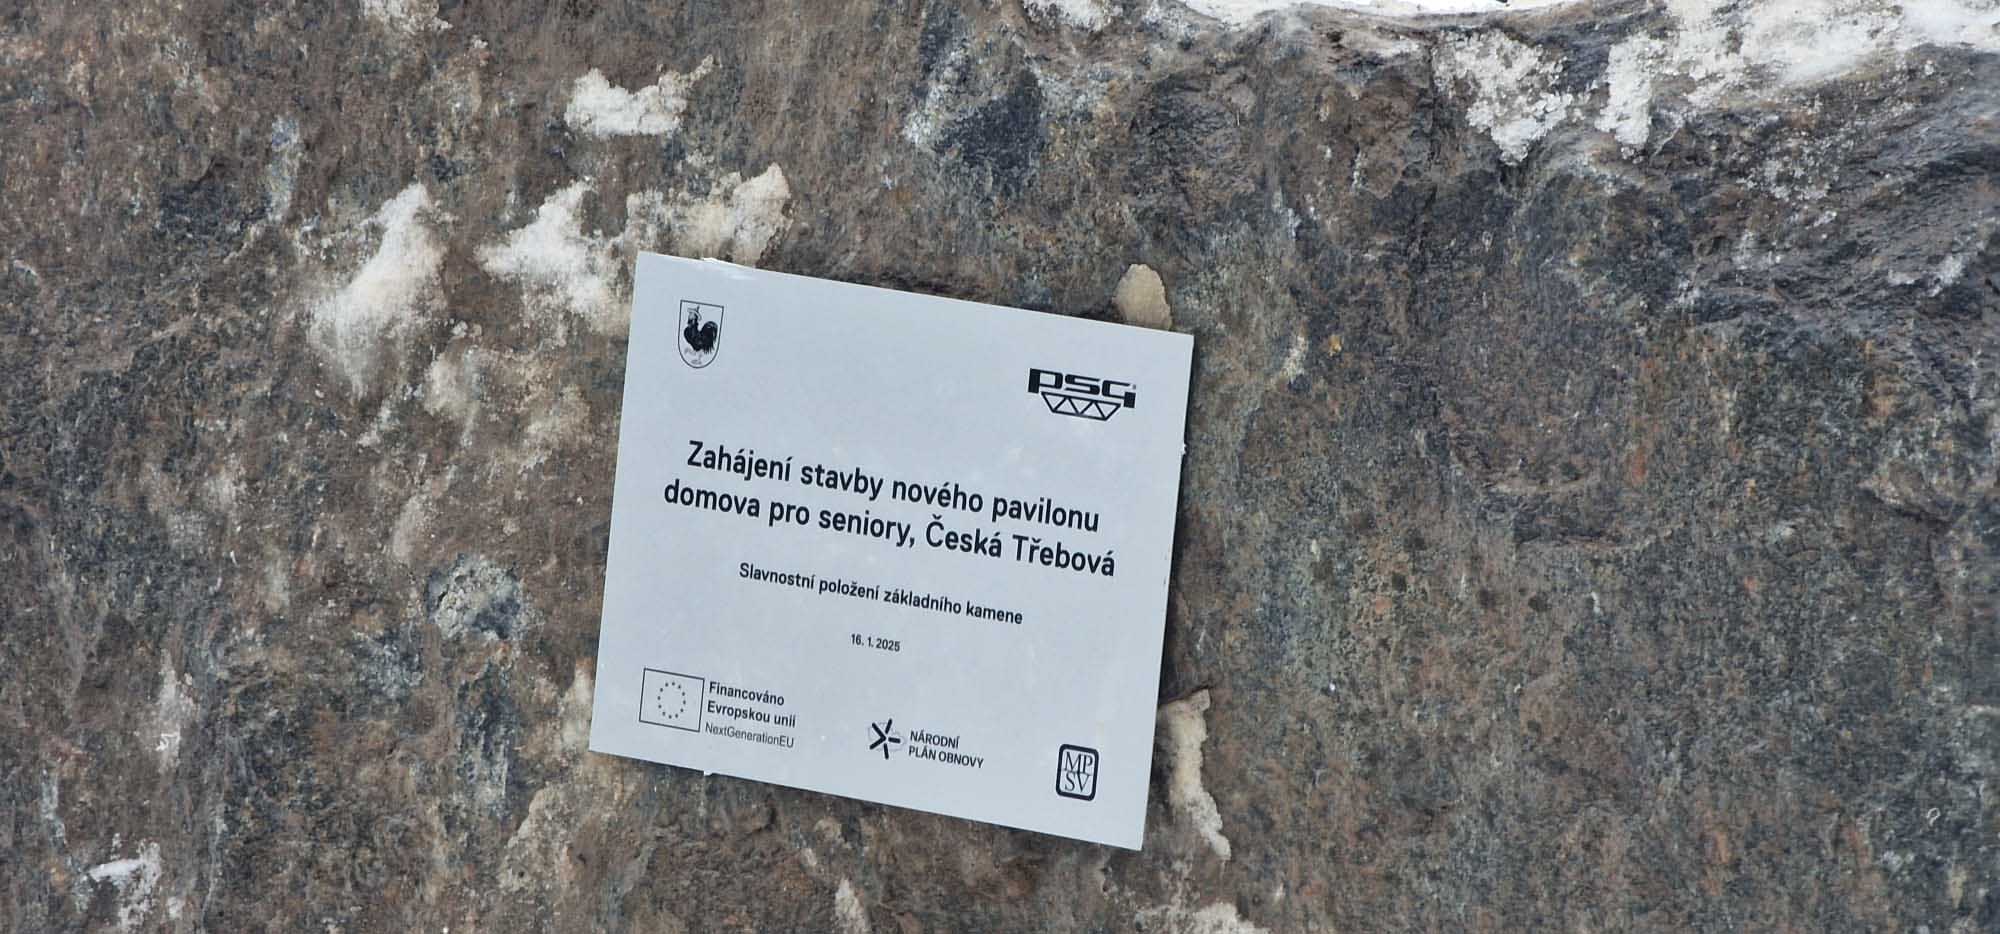 PSG
Zahájení stavby nového pavilonu
domova pro seniory, Česká Třebová
Slavnostní položení základního kamene
16. 1. 2025
Financováno
Evropskou unií
NextGenerationEU
NÁRODNÍ
PLÁN OBNOVY
MP
SV